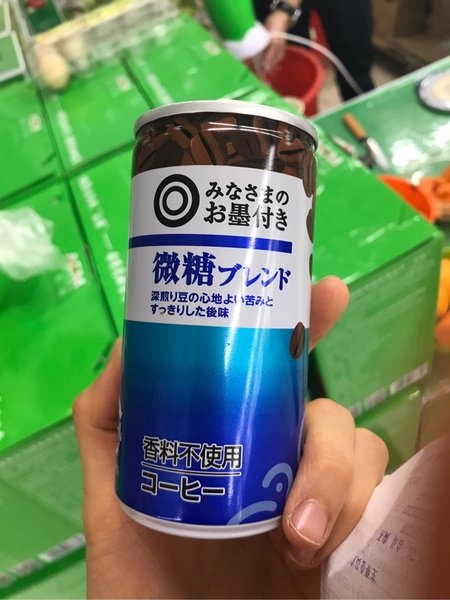 みなさまの
お墨付き
微糖ブレンド
深煎り豆の心地よい苦みと
すっきりした後味
香料不使用
コーヒー